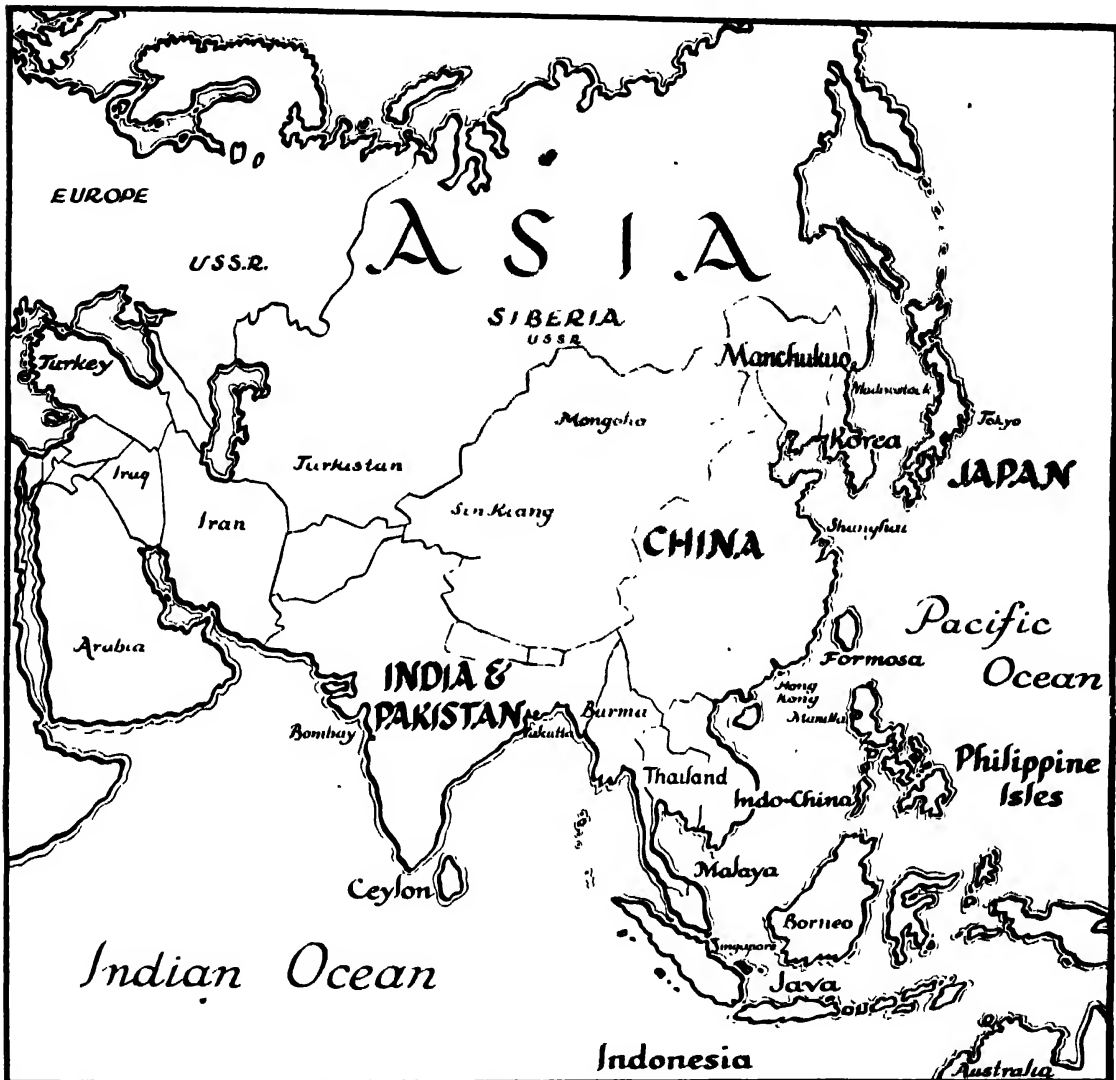 EUROPE
U.S.S.R.
ASIA
SIBERIA
U.S.S.R.
Turkey
Manchukuo
Mongolia
Tokyo
Korea
Iraq
Turkistan
JAPAN
Iran
Sin Kiang
Shanghai
CHINA
Pacific
Ocean
Arabia
Formosa
INDIA &
PAKISTAN
Hong
Kong
Burma
Manilla
Bombay
Philippine
Isles
Thailand
Indo-China
Malaya
Ceylon
Borneo
Singapore
Indian Ocean
Java
Indonesia
Australia